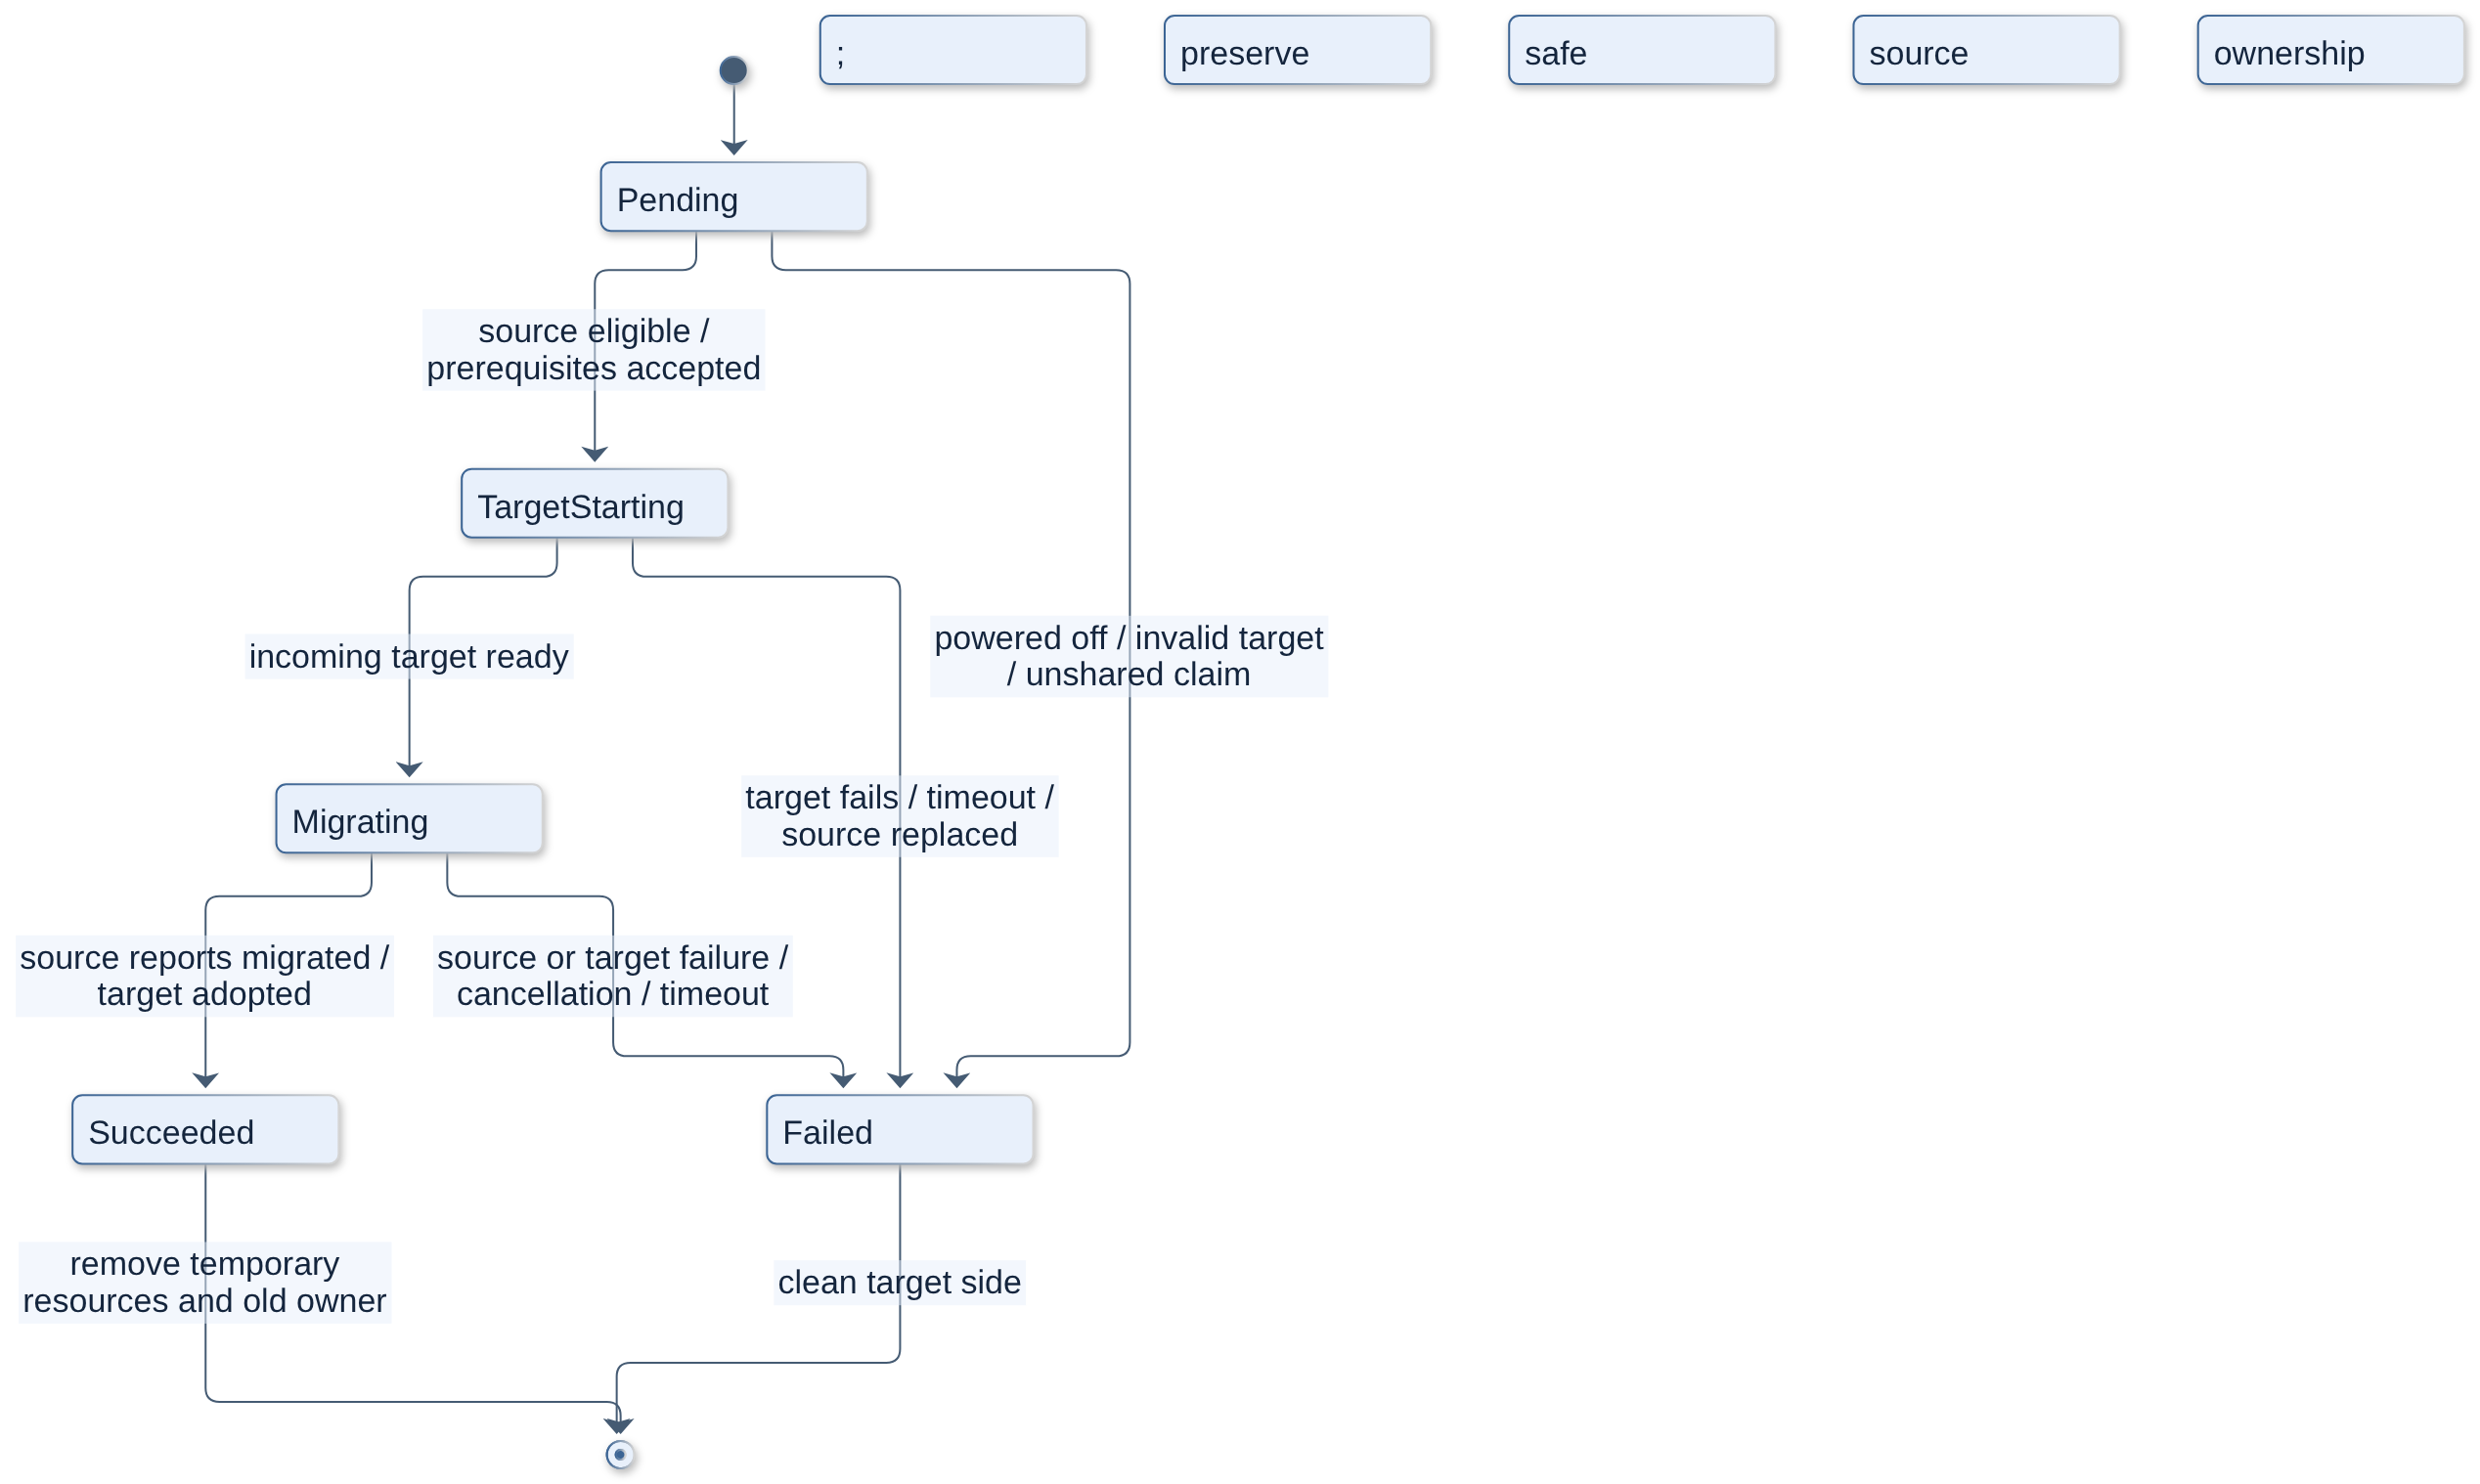 ;
preserve
safe
source
ownership
Pending
source eligible /
prerequisites accepted
TargetStarting
incoming target ready
powered off / invalid target
/ unshared claim
target fails / timeout /
source replaced
Migrating
source reports migrated /
target adopted
source or target failure /
cancellation / timeout
Succeeded
Failed
remove temporary
resources and old owner
clean target side